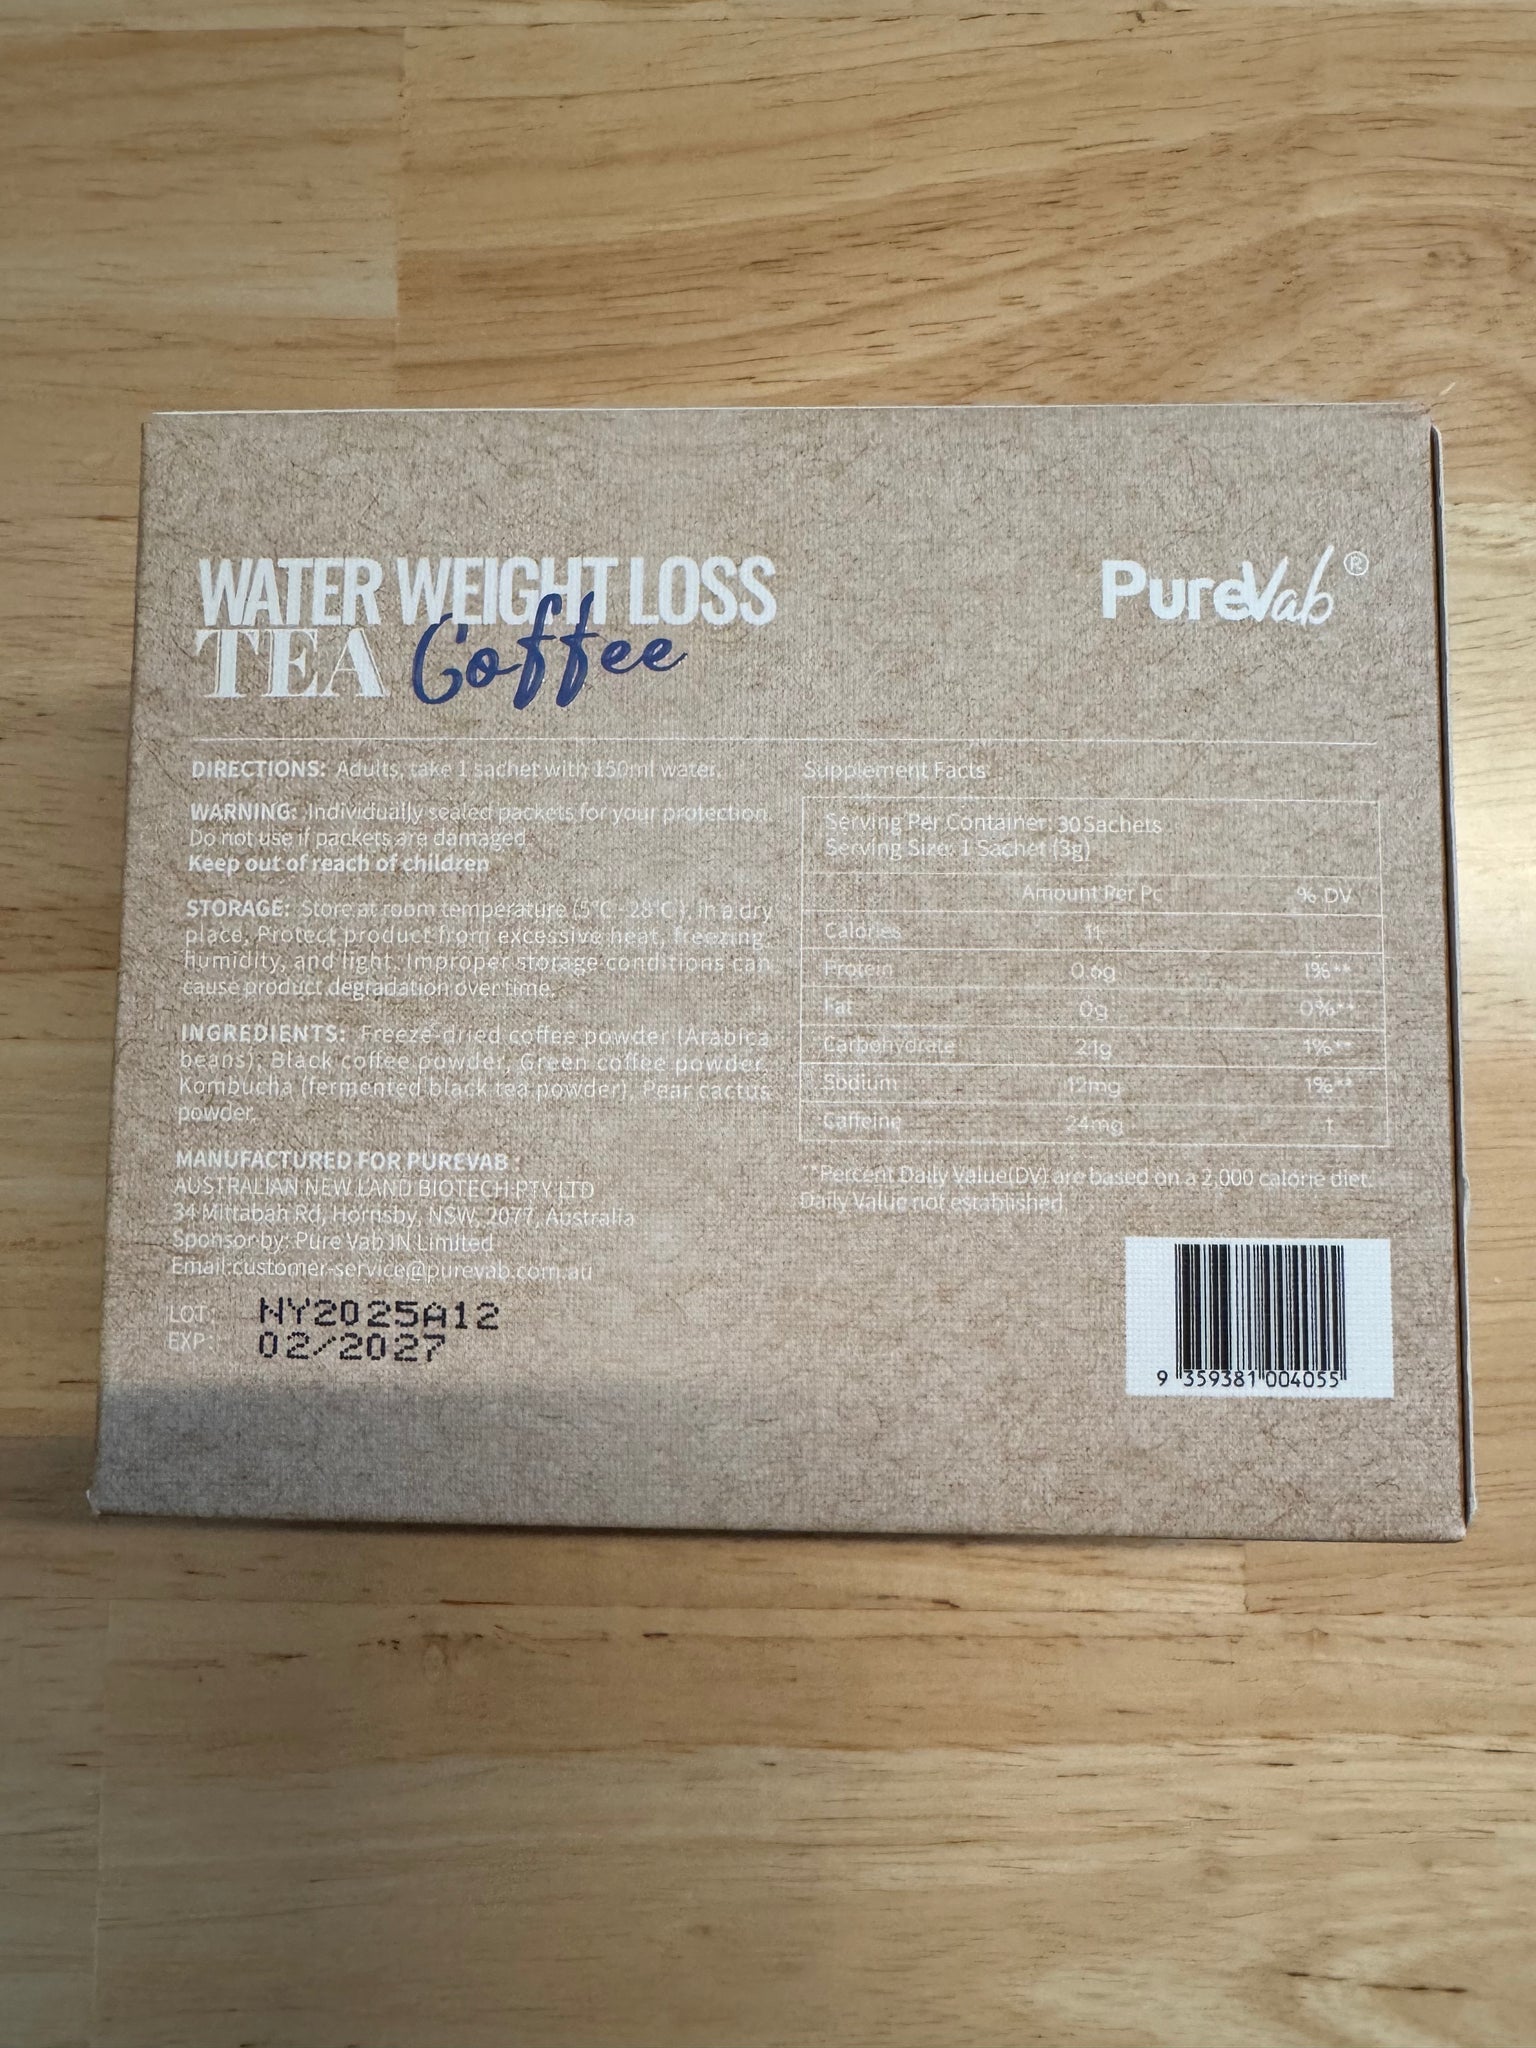 WATER WEIGHT LOSS
TEA Coffee
PureVab®
DIRECTIONS: Adults, take 1 sachet with 150ml water.
WARNING: Individually sealed packets for your protection.
Do not use if packets are damaged.
Keep out of reach of children
STORAGE: Store at room temperature (5°C - 28°C), in a dry
place, Protect product from excessive heat, freezing,
humidity, and light. Improper storage conditions can
cause product degradation over time.
INGREDIENTS: Freeze-dried coffee powder (Arabica
beans), Black coffee powder, Green coffee powder,
Kombucha (fermented black tea powder), Pear cactus
powder.
MANUFACTURED FOR PUREVAB:
AUSTRALIAN NEW LAND BIOTECH PTY LTD
34 Mittabah Rd, Hornsby, NSW, 2077, Australia
Sponsor by: Pure Vab IN Limited
Email:customer-service@purevab.com.au
LOT: NY2025A12
EXP: 02/2027
Supplement Facts
Serving Per Container: 30 Sachets
Serving Size: 1 Sachet (3g)
Amount Per Pc % DV
Calories 11
Protein 0.6g 1%**
Fat 0g 0%**
Carbohydrate 2.1g 1%**
Sodium 12mg 1%**
Caffeine 24mg †
**Percent Daily Value(DV) are based on a 2,000 calorie diet.
Daily Value not established.
9 359381 004055